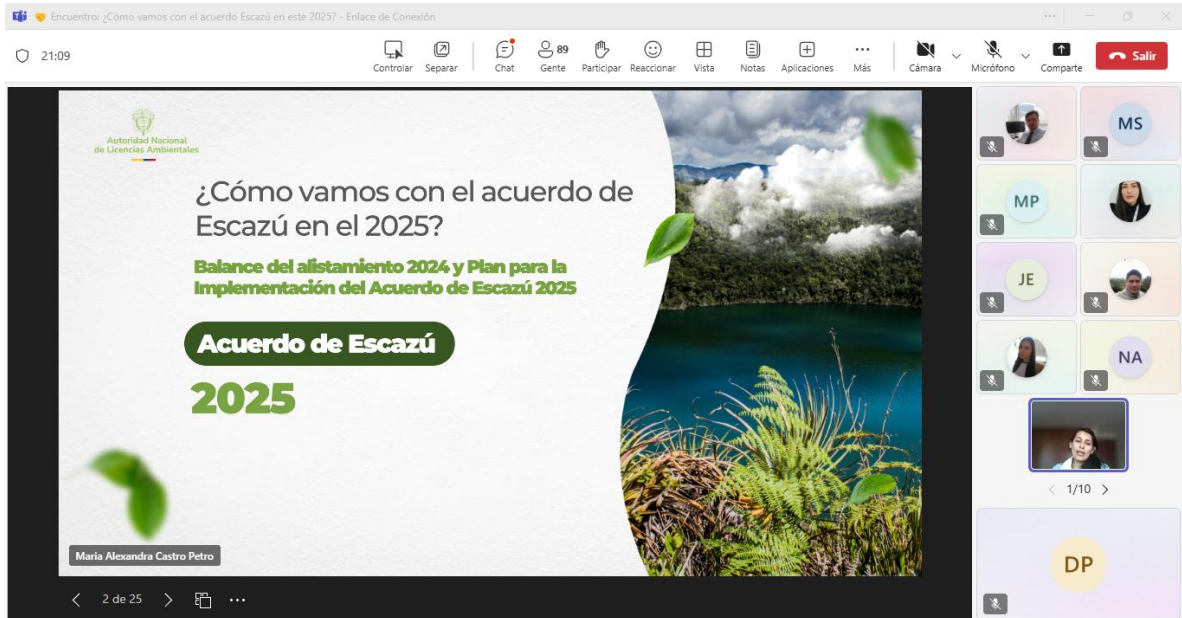 Encuentro: ¿Cómo vamos con el acuerdo Escazú en este 2025? - Enlace de Conexión
21:09
Controlar
Separar
Chat
89
Gente
Participar
Reaccionar
Vista
Notas
Aplicaciones
Más
Cámara
Micrófono
Comparte
Salir
Autoridad Nacional
de Licencias Ambientales
¿Cómo vamos con el acuerdo de
Escazú en el 2025?
Balance del alistamiento 2024 y Plan para la
Implementación del Acuerdo de Escazú 2025
Acuerdo de Escazú
2025
Maria Alexandra Castro Petro
2 de 25
MS
MP
JE
NA
1/10
DP